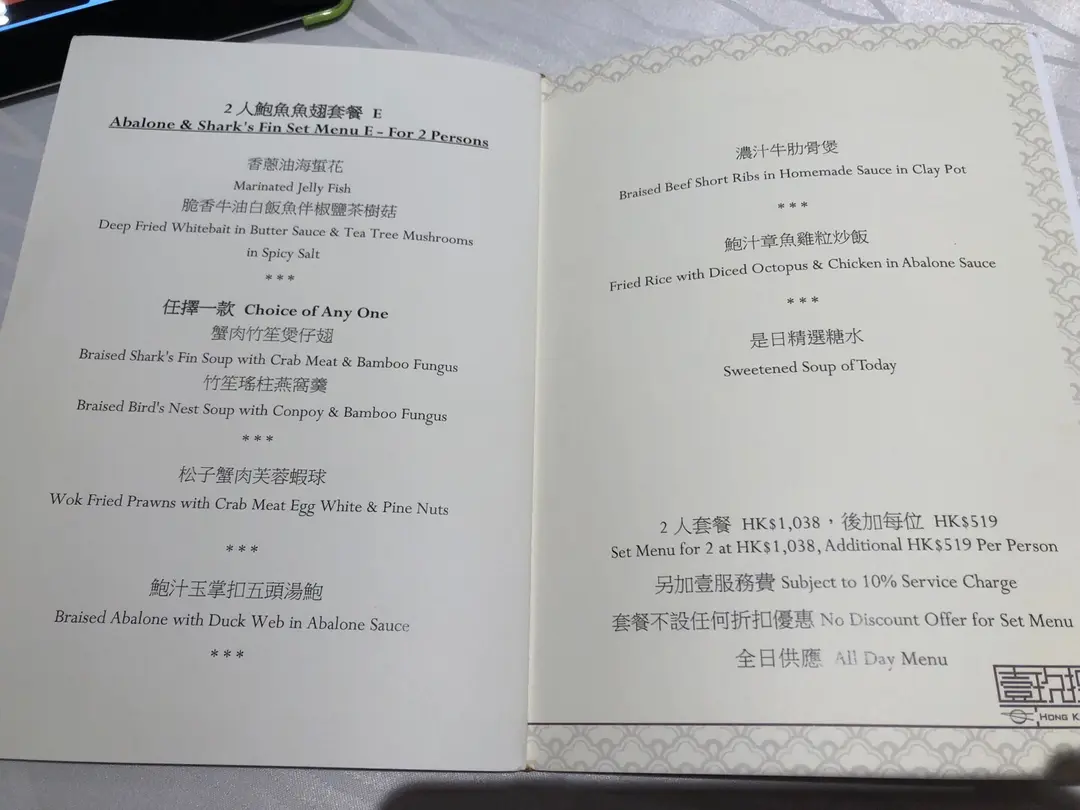 2 人鮑魚魚翅套餐 E
Abalone & Shark's Fin Set Menu E - For 2 Persons
香蔥油海蜇花
Marinated Jelly Fish
脆香牛油白飯魚伴椒鹽茶樹菇
Deep Fried Whitebait in Butter Sauce & Tea Tree Mushrooms
in Spicy Salt
***
任擇一款 Choice of Any One
蟹肉竹笙煲仔翅
Braised Shark's Fin Soup with Crab Meat & Bamboo Fungus
竹笙瑤柱燕窩羹
Braised Bird's Nest Soup with Conpoy & Bamboo Fungus
***
松子蟹肉芙蓉蝦球
Wok Fried Prawns with Crab Meat Egg White & Pine Nuts
***
鮑汁玉掌扣五頭湯鮑
Braised Abalone with Duck Web in Abalone Sauce
***
濃汁牛肋骨煲
Braised Beef Short Ribs in Homemade Sauce in Clay Pot
***
鮑汁章魚雞粒炒飯
Fried Rice with Diced Octopus & Chicken in Abalone Sauce
***
是日精選糖水
Sweetened Soup of Today
2 人套餐 HK$1,038，後加每位 HK$519
Set Menu for 2 at HK$1,038, Additional HK$519 Per Person
另加壹服務費 Subject to 10% Service Charge
套餐不設任何折扣優惠 No Discount Offer for Set Menu
全日供應 All Day Menu
壹玖
HONG K